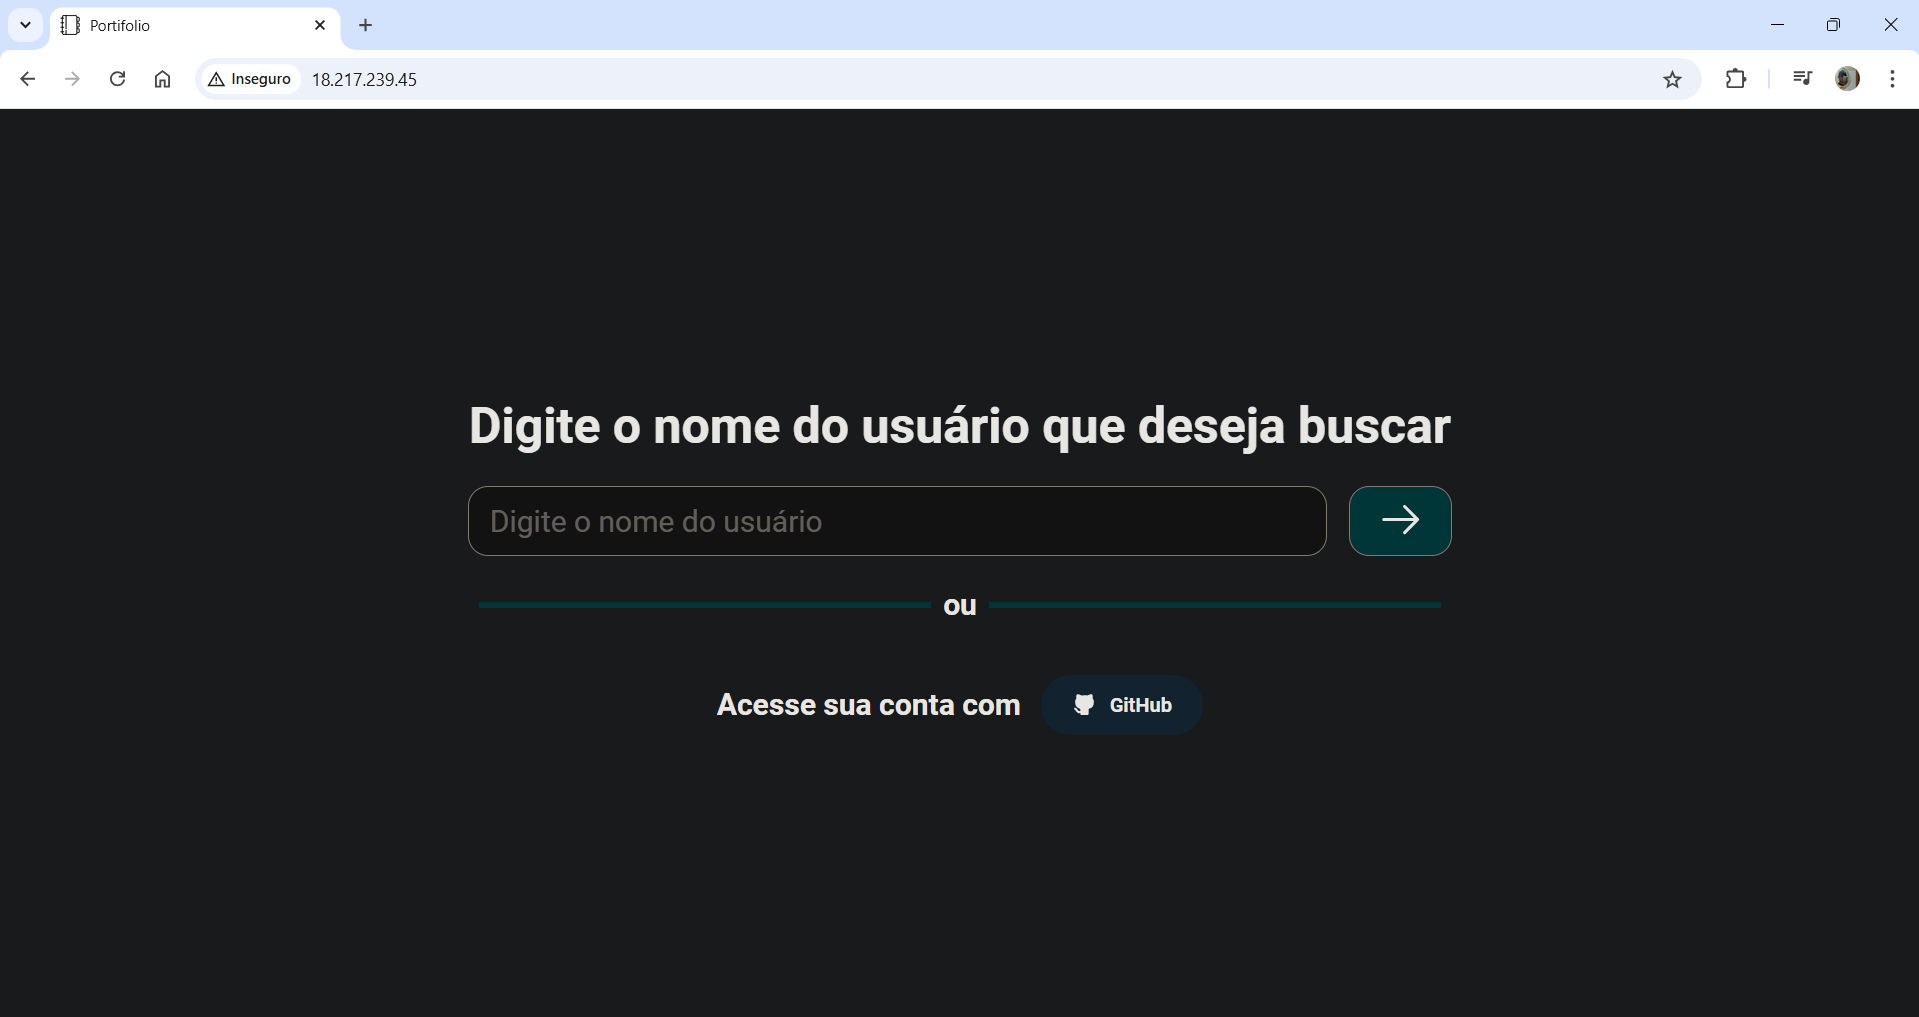 Portifolio
Inseguro 18.217.239.45
Digite o nome do usuário que deseja buscar
Digite o nome do usuário
ou
Acesse sua conta com GitHub